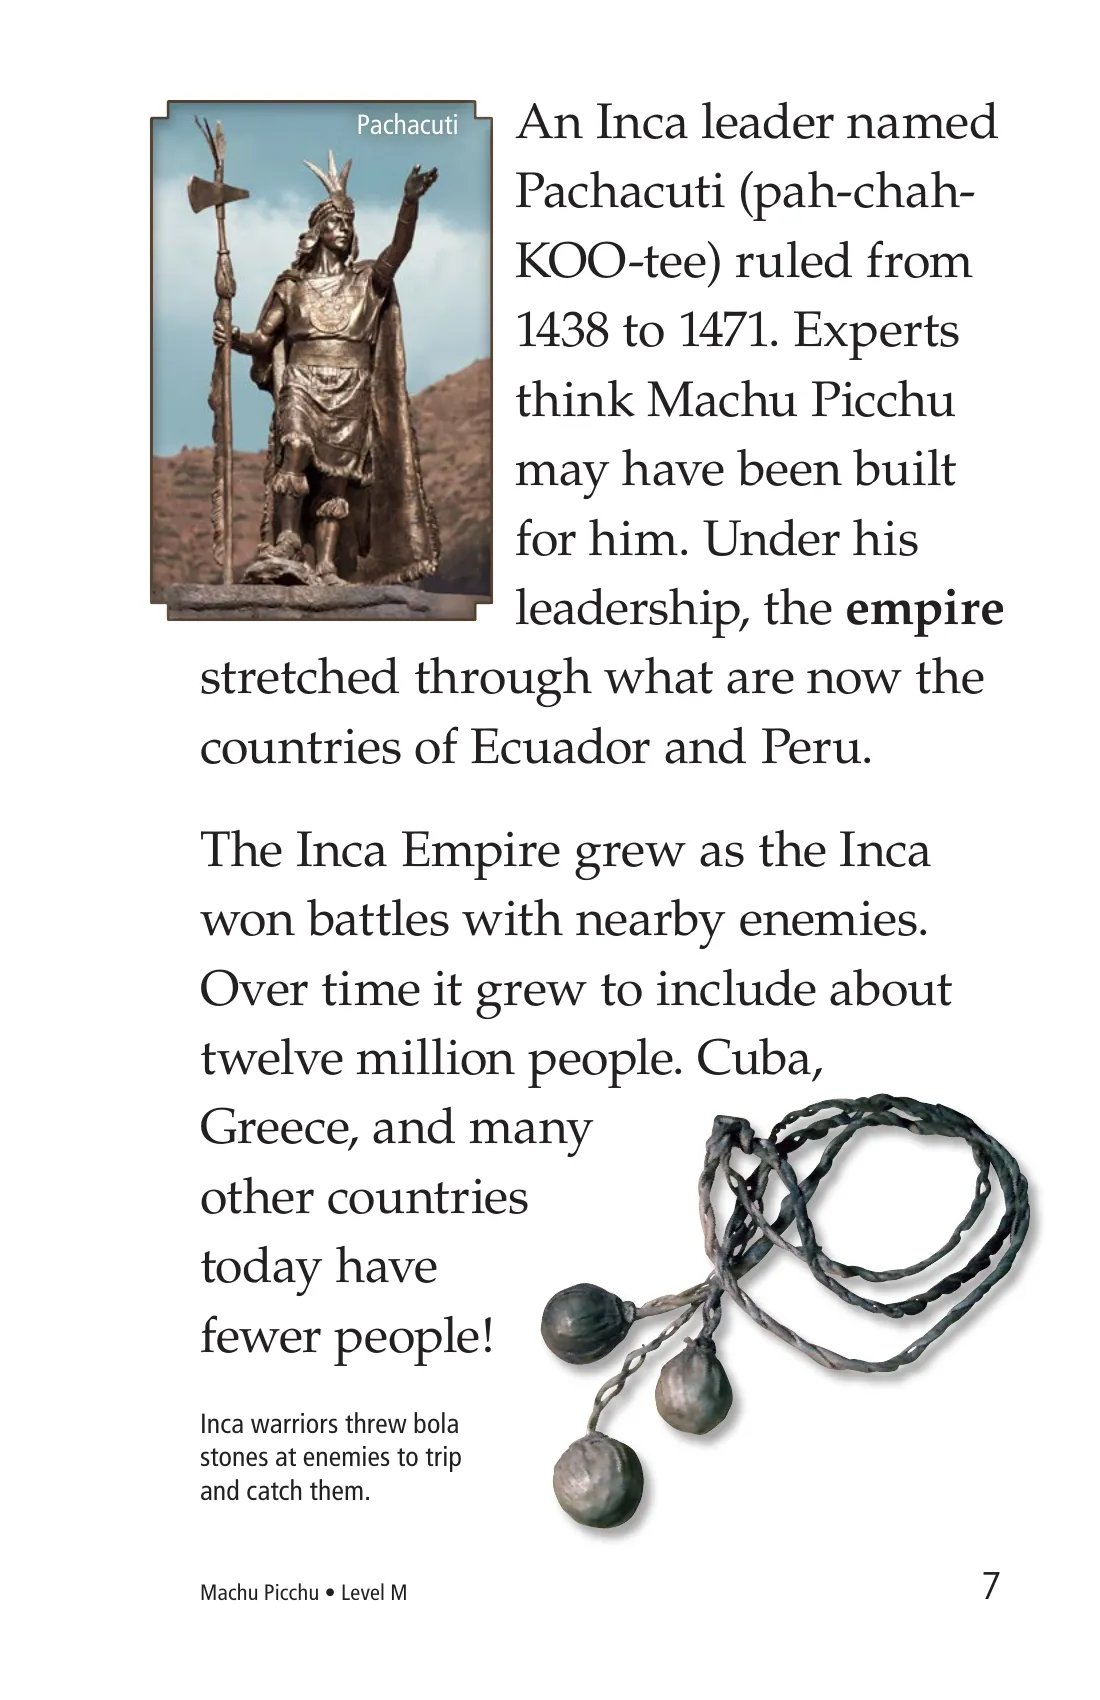 Pachacuti
An Inca leader named
Pachacuti (pah-chah-
KOO-tee) ruled from
1438 to 1471. Experts
think Machu Picchu
may have been built
for him. Under his
leadership, the empire
stretched through what are now the
countries of Ecuador and Peru.
The Inca Empire grew as the Inca
won battles with nearby enemies.
Over time it grew to include about
twelve million people. Cuba,
Greece, and many
other countries
today have
fewer people!
Inca warriors threw bola
stones at enemies to trip
and catch them.
Machu Picchu • Level M
7